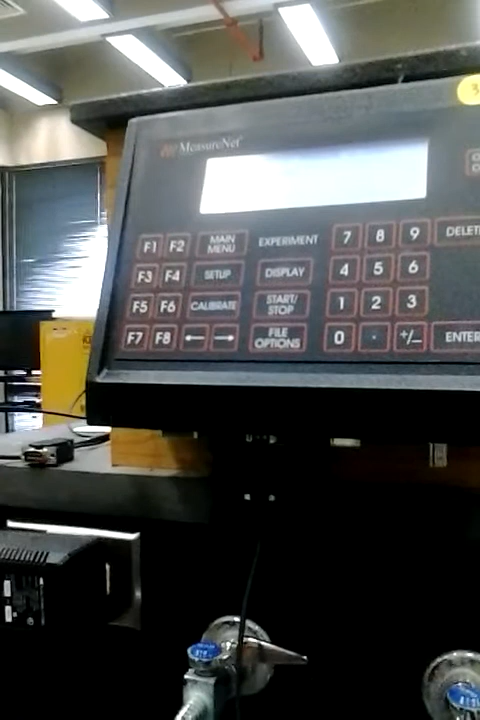 MeasureNet
F1 F2 MAIN MENU EXPERIMENT 7 8 9
F3 F4 SETUP DISPLAY 4 5 6
F5 F6 CALIBRATE START/STOP 1 2 3
F7 F8 ← → FILE OPTIONS 0 . +/− ENTER